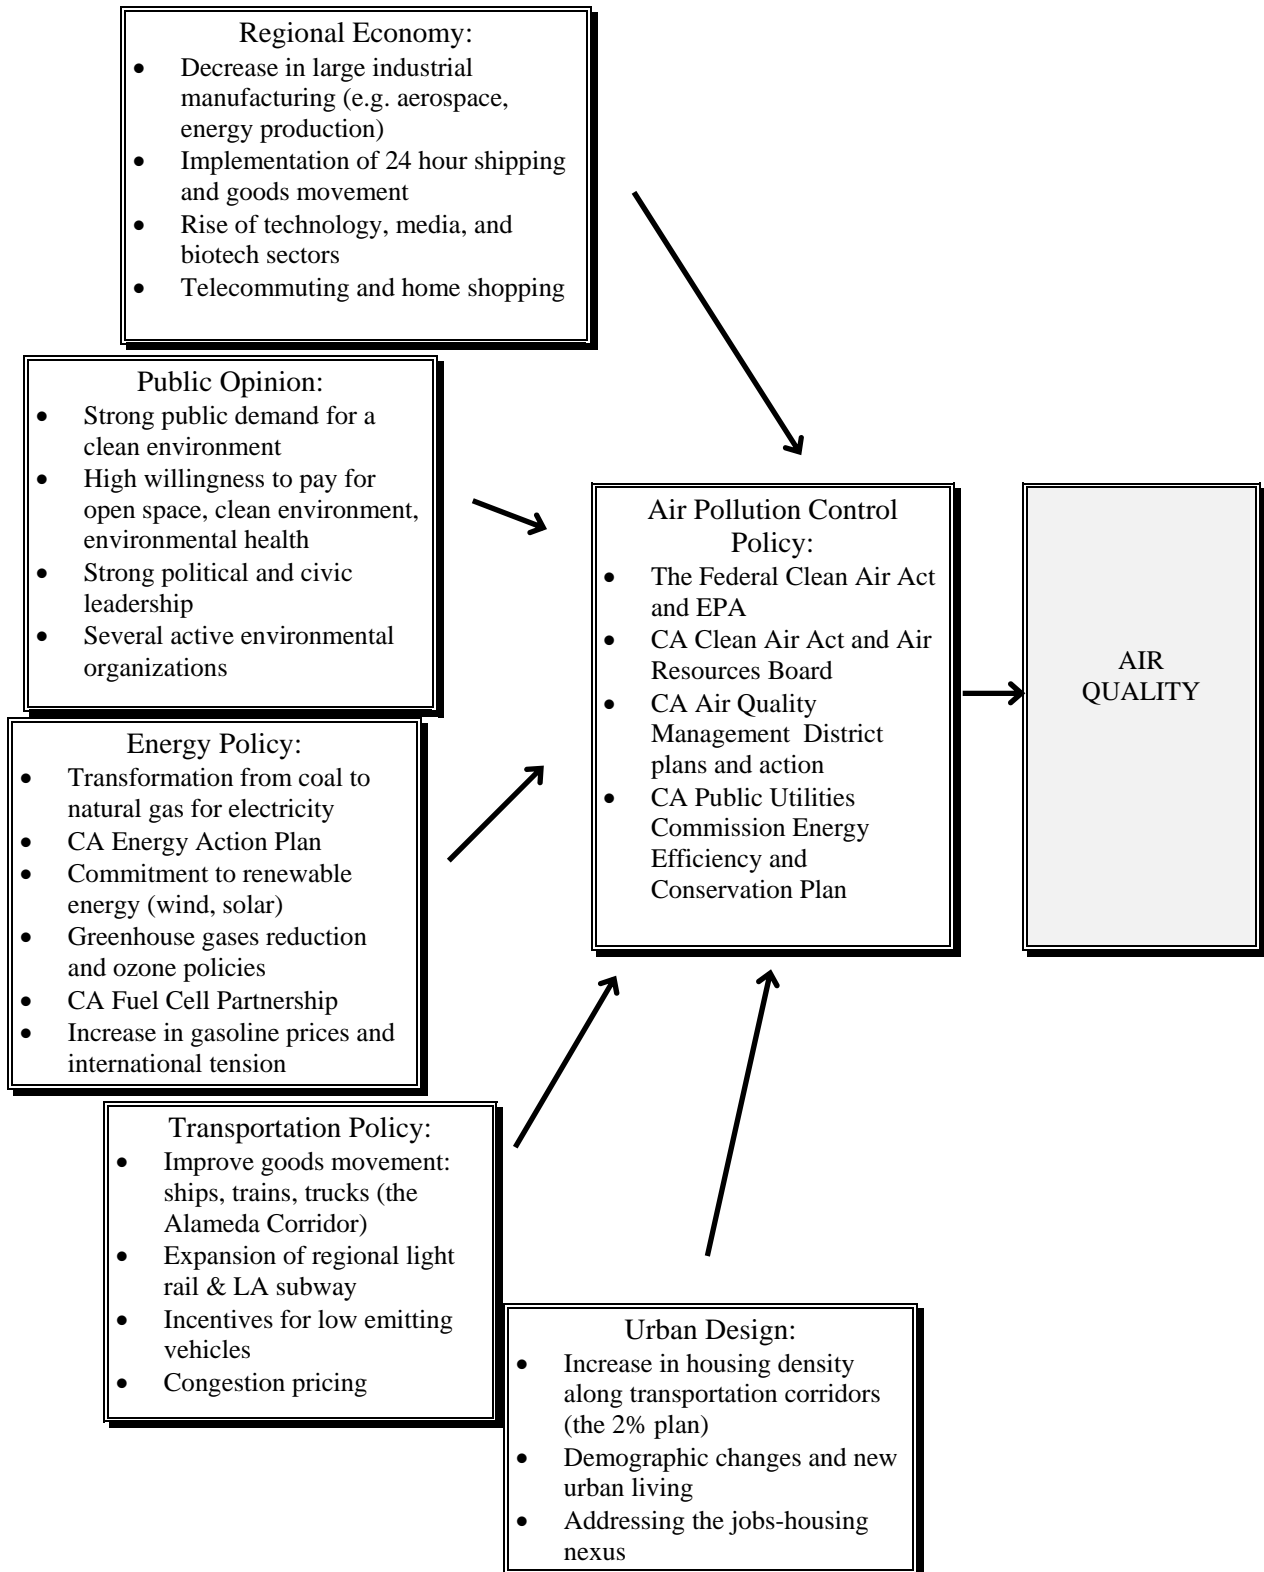 Regional Economy:
• Decrease in large industrial
manufacturing (e.g. aerospace,
energy production)
• Implementation of 24 hour shipping
and goods movement
• Rise of technology, media, and
biotech sectors
• Telecommuting and home shopping
Public Opinion:
• Strong public demand for a
clean environment
• High willingness to pay for
open space, clean environment,
environmental health
• Strong political and civic
leadership
• Several active environmental
organizations
Energy Policy:
• Transformation from coal to
natural gas for electricity
• CA Energy Action Plan
• Commitment to renewable
energy (wind, solar)
• Greenhouse gases reduction
and ozone policies
• CA Fuel Cell Partnership
• Increase in gasoline prices and
international tension
Transportation Policy:
• Improve goods movement:
ships, trains, trucks (the
Alameda Corridor)
• Expansion of regional light
rail & LA subway
• Incentives for low emitting
vehicles
• Congestion pricing
Urban Design:
• Increase in housing density
along transportation corridors
(the 2% plan)
• Demographic changes and new
urban living
• Addressing the jobs-housing
nexus
Air Pollution Control
Policy:
• The Federal Clean Air Act
and EPA
• CA Clean Air Act and Air
Resources Board
• CA Air Quality
Management District
plans and action
• CA Public Utilities
Commission Energy
Efficiency and
Conservation Plan
AIR
QUALITY